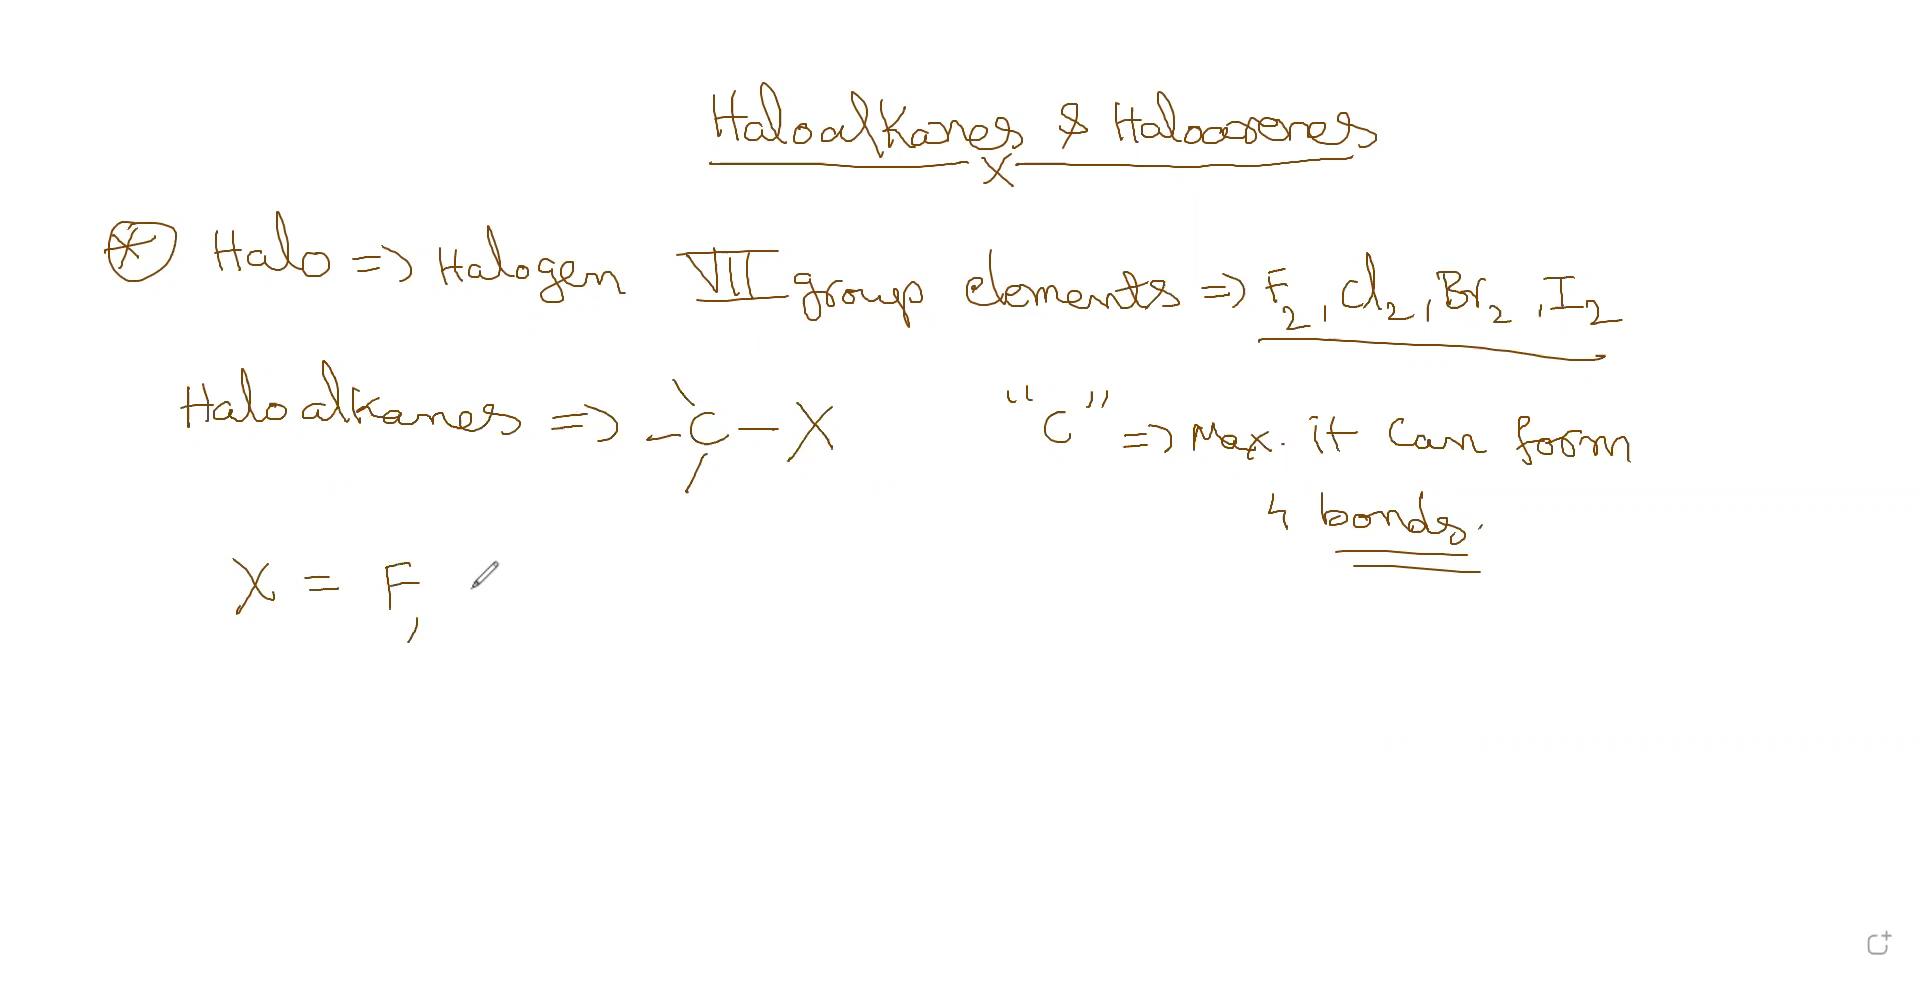 Haloalkanes & Haloarenes
X
* Halo => Halogen VII group elements => F2, Cl2, Br2, I2
Haloalkanes => -C-X "C" => Max. it can form
4 bonds.
X = F,